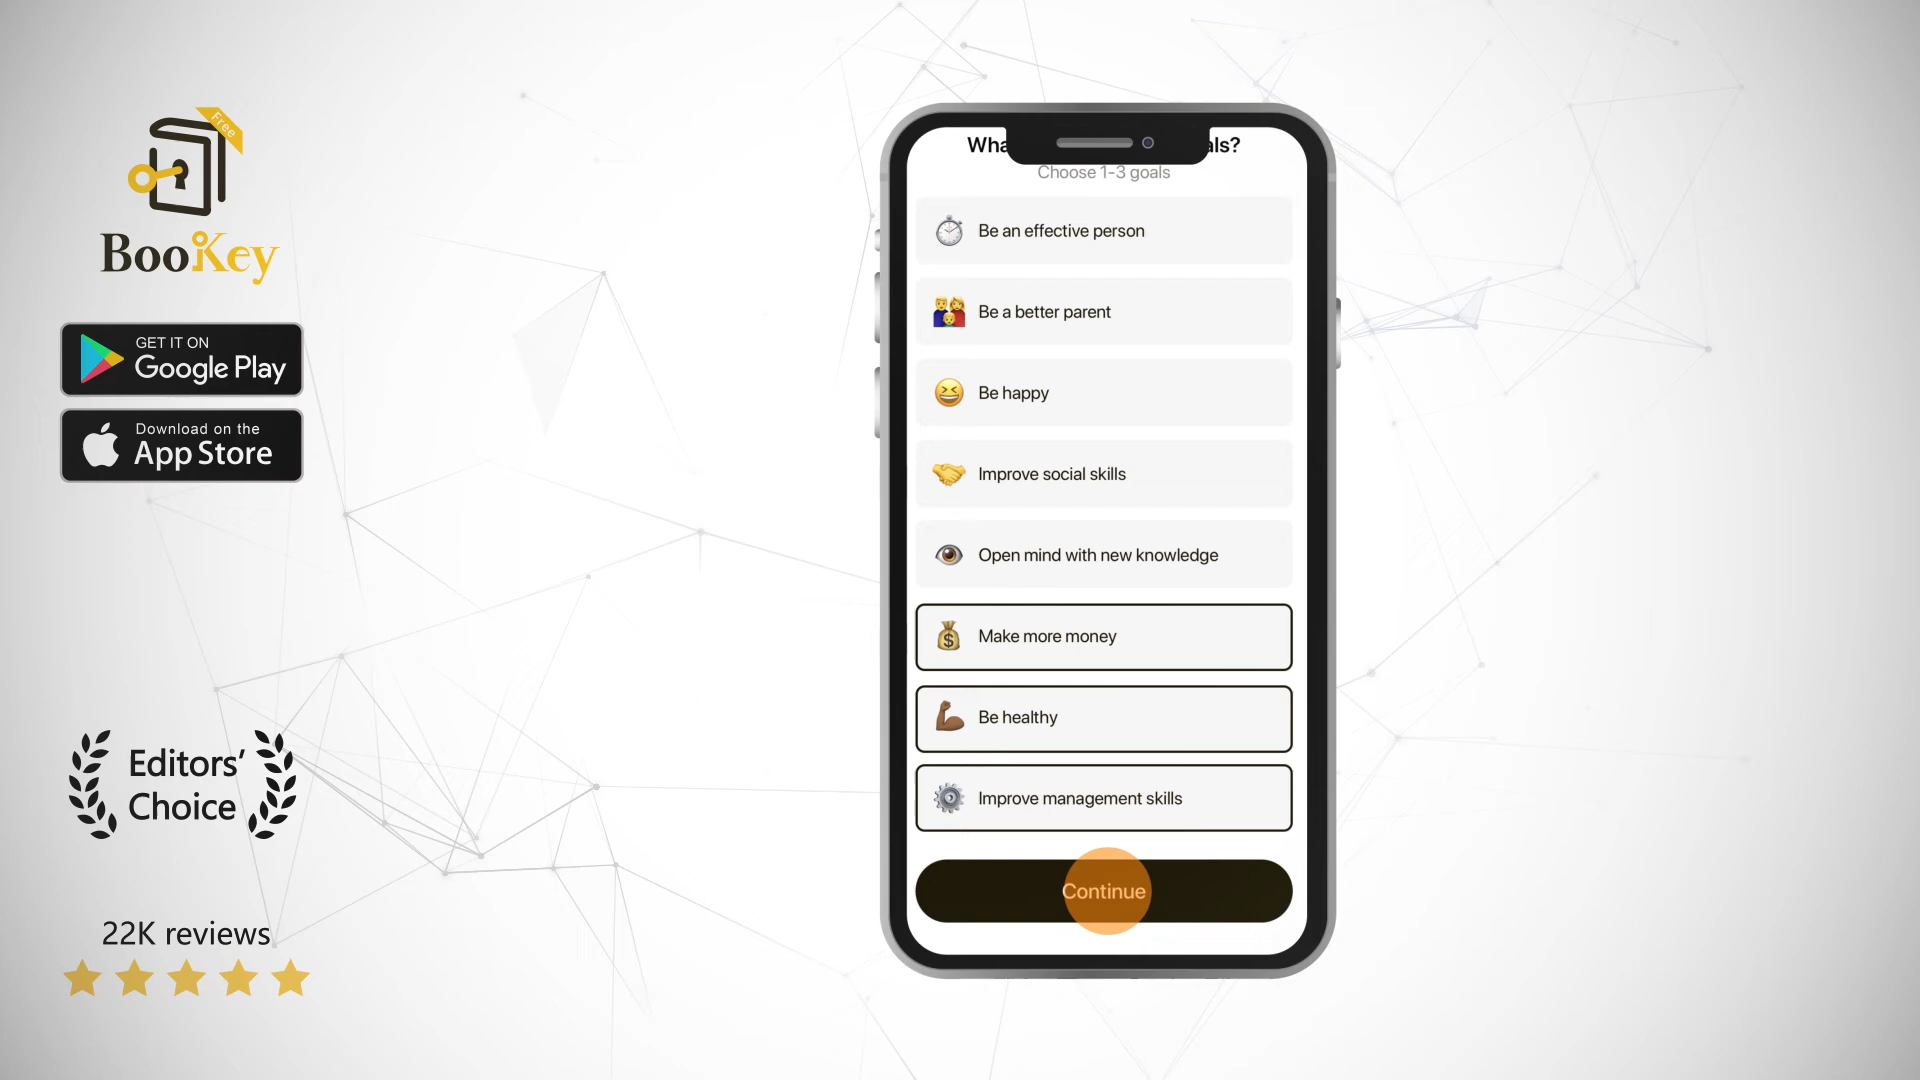 Free
BooKey
GET IT ON
Google Play
Download on the
App Store
Editors’
Choice
22K reviews
Choose 1-3 goals
Be an effective person
Be a better parent
Be happy
Improve social skills
Open mind with new knowledge
Make more money
Be healthy
Improve management skills
Continue